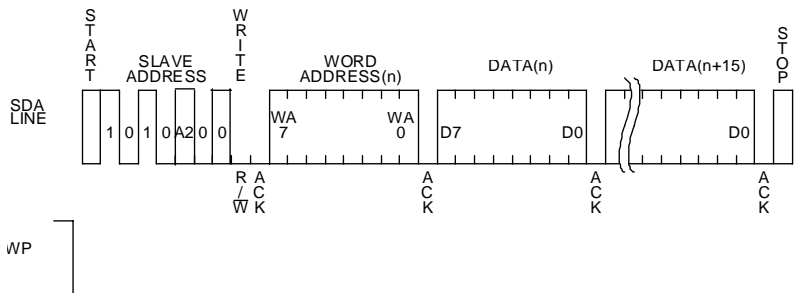 START
SLAVE
ADDRESS
WRITE
WORD
ADDRESS(n)
DATA(n)
DATA(n+15)
STOP
SDA
LINE
1 0 1 0 A2 0 0
WA
7
WA
0
D7
D0
D0
R/W
ACK
ACK
ACK
ACK
WP